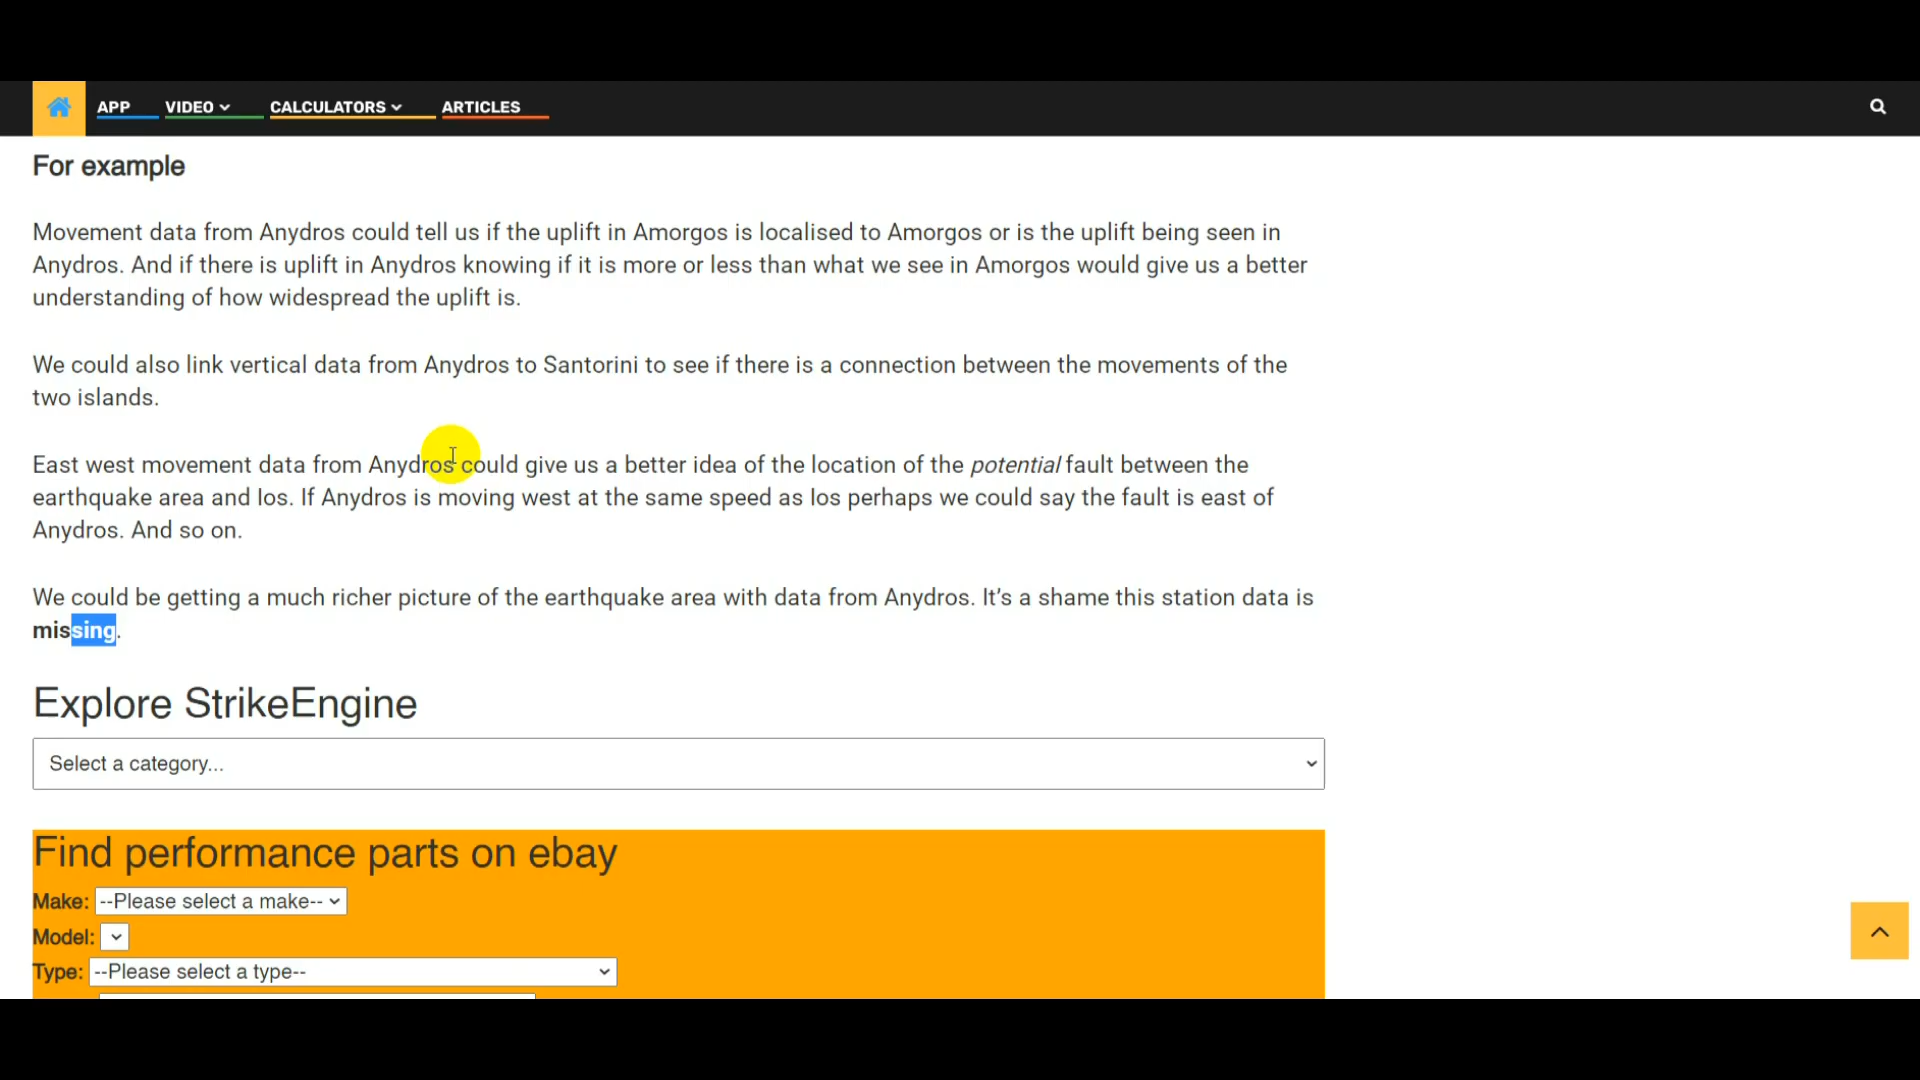 APP VIDEO CALCULATORS ARTICLES
For example
Movement data from Anydros could tell us if the uplift in Amorgos is localised to Amorgos or is the uplift being seen in
Anydros. And if there is uplift in Anydros knowing if it is more or less than what we see in Amorgos would give us a better
understanding of how widespread the uplift is.
We could also link vertical data from Anydros to Santorini to see if there is a connection between the movements of the
two islands.
East west movement data from Anydros could give us a better idea of the location of the potential fault between the
earthquake area and Ios. If Anydros is moving west at the same speed as Ios perhaps we could say the fault is east of
Anydros. And so on.
We could be getting a much richer picture of the earthquake area with data from Anydros. It’s a shame this station data is
missing.
Explore StrikeEngine
Select a category...
Find performance parts on ebay
Make: --Please select a make--
Model:
Type: --Please select a type--